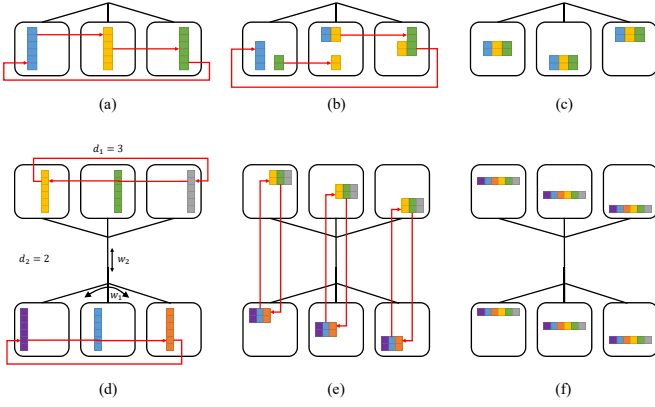 (a) (b) (c)
d₁ = 3
d₂ = 2
w₂
w₁
(d) (e) (f)